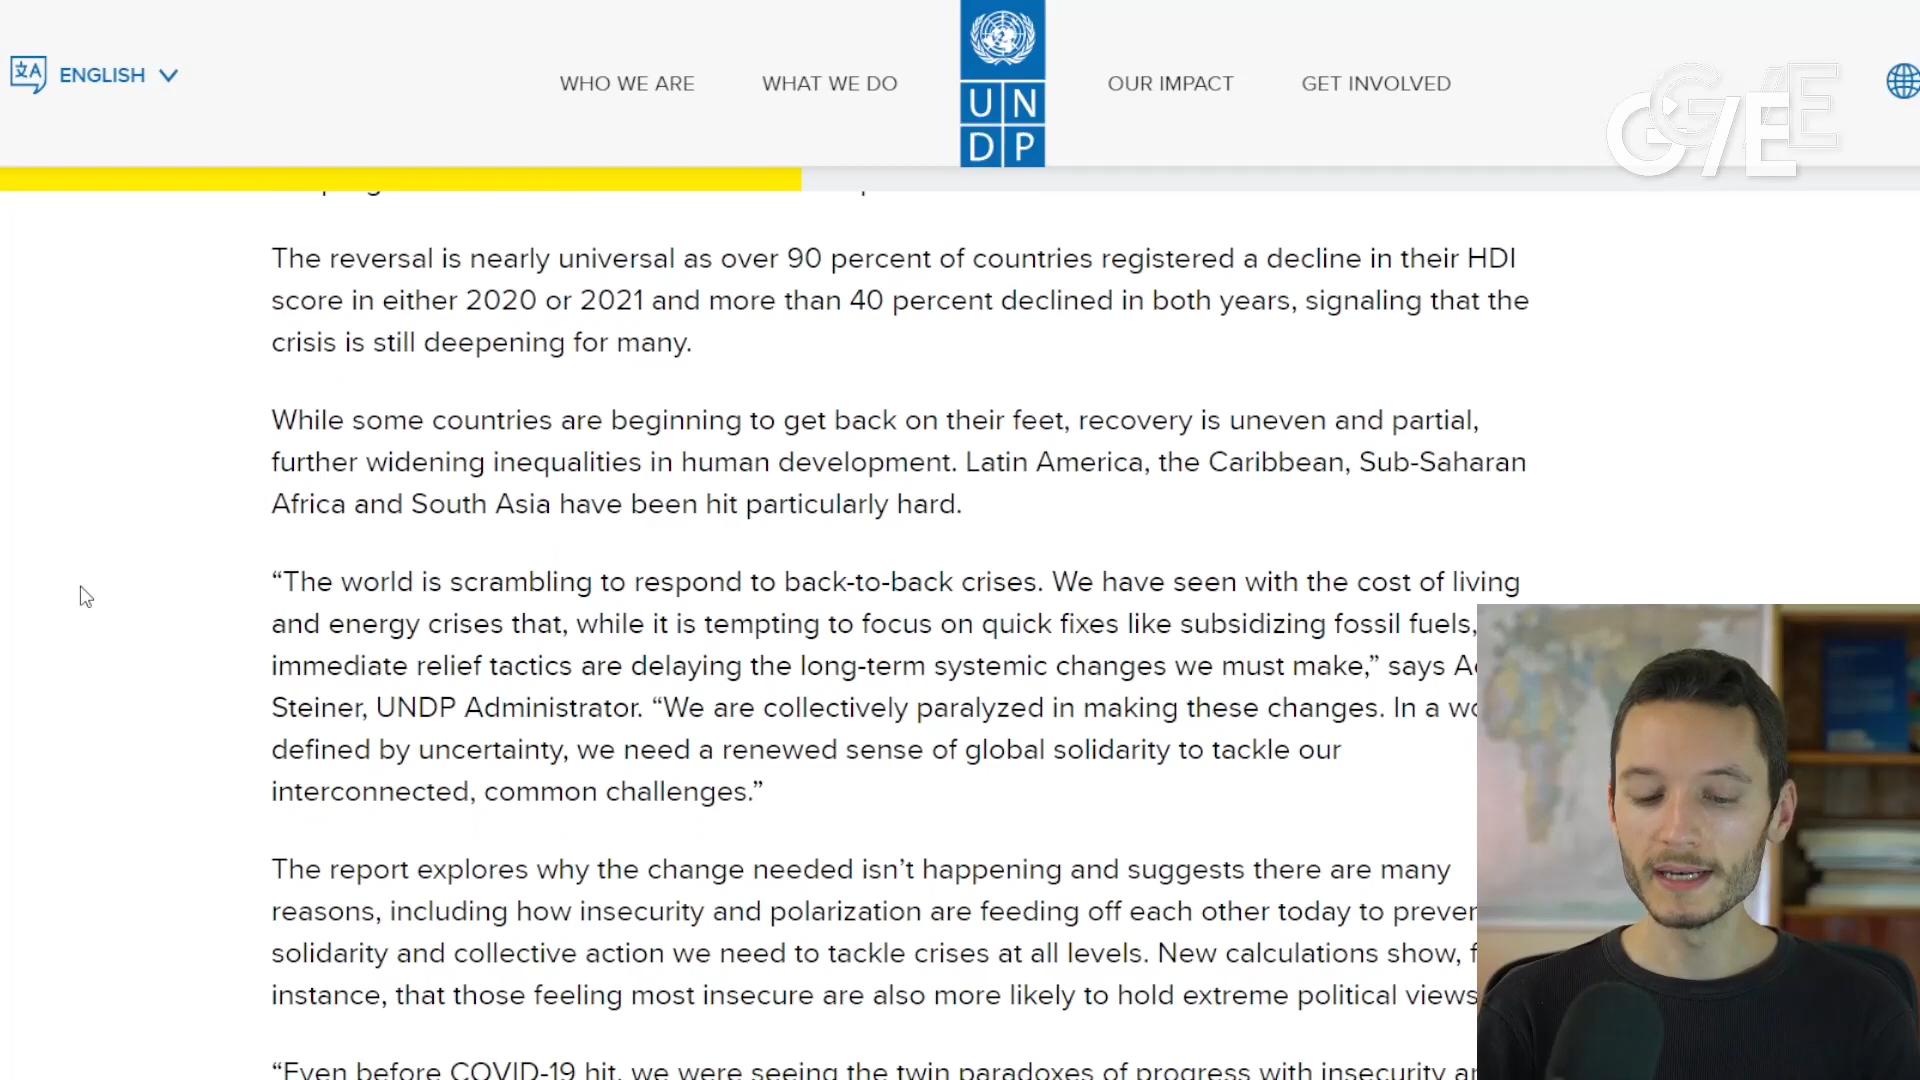 文A ENGLISH
WHO WE ARE
WHAT WE DO
U N
D P
OUR IMPACT
GET INVOLVED
G/E
The reversal is nearly universal as over 90 percent of countries registered a decline in their HDI
score in either 2020 or 2021 and more than 40 percent declined in both years, signaling that the
crisis is still deepening for many.
While some countries are beginning to get back on their feet, recovery is uneven and partial,
further widening inequalities in human development. Latin America, the Caribbean, Sub-Saharan
Africa and South Asia have been hit particularly hard.
“The world is scrambling to respond to back-to-back crises. We have seen with the cost of living
and energy crises that, while it is tempting to focus on quick fixes like subsidizing fossil fuels,
immediate relief tactics are delaying the long-term systemic changes we must make,” says
Steiner, UNDP Administrator. “We are collectively paralyzed in making these changes. In a
defined by uncertainty, we need a renewed sense of global solidarity to tackle our
interconnected, common challenges.”
The report explores why the change needed isn’t happening and suggests there are many
reasons, including how insecurity and polarization are feeding off each other today to
solidarity and collective action we need to tackle crises at all levels. New calculations show,
instance, that those feeling most insecure are also more likely to hold extreme political views
“Even before COVID-19 hit, we were seeing the twin paradoxes of progress with insecurity